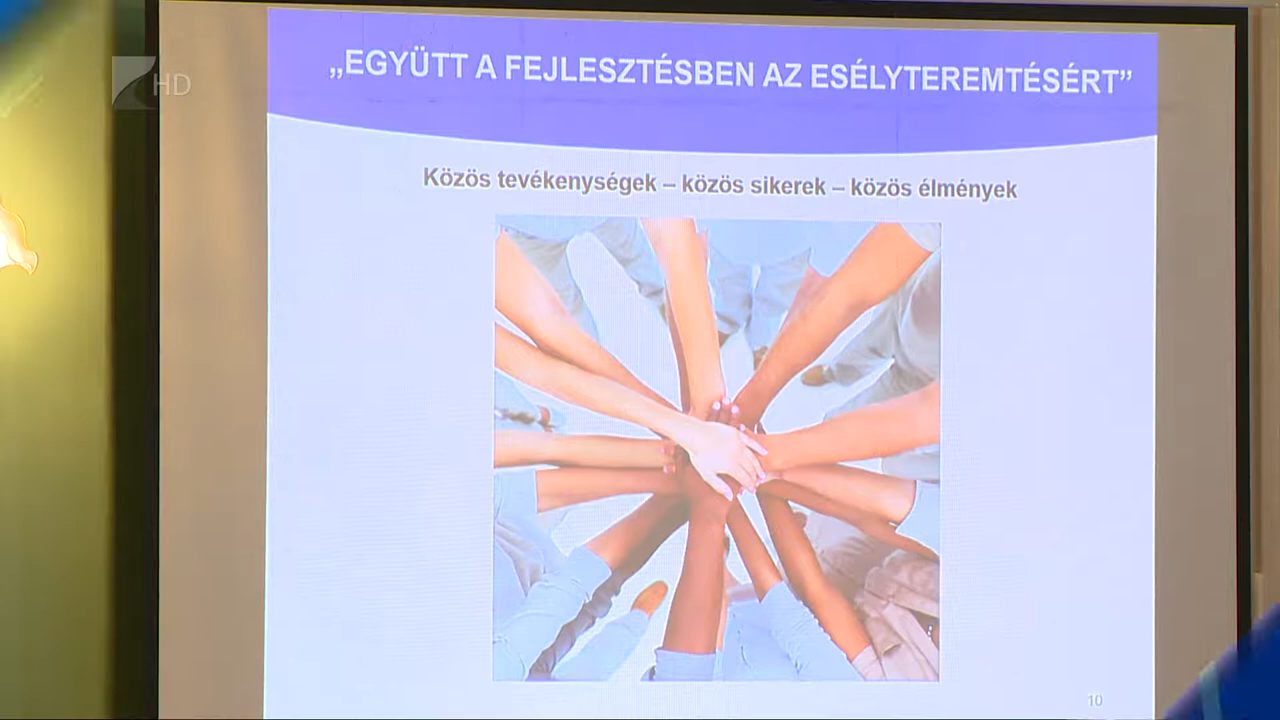 „EGYÜTT A FEJLESZTÉSBEN AZ ESÉLYTEREMTÉSÉRT”
HD
Közös tevékenységek – közös sikerek – közös élmények
10